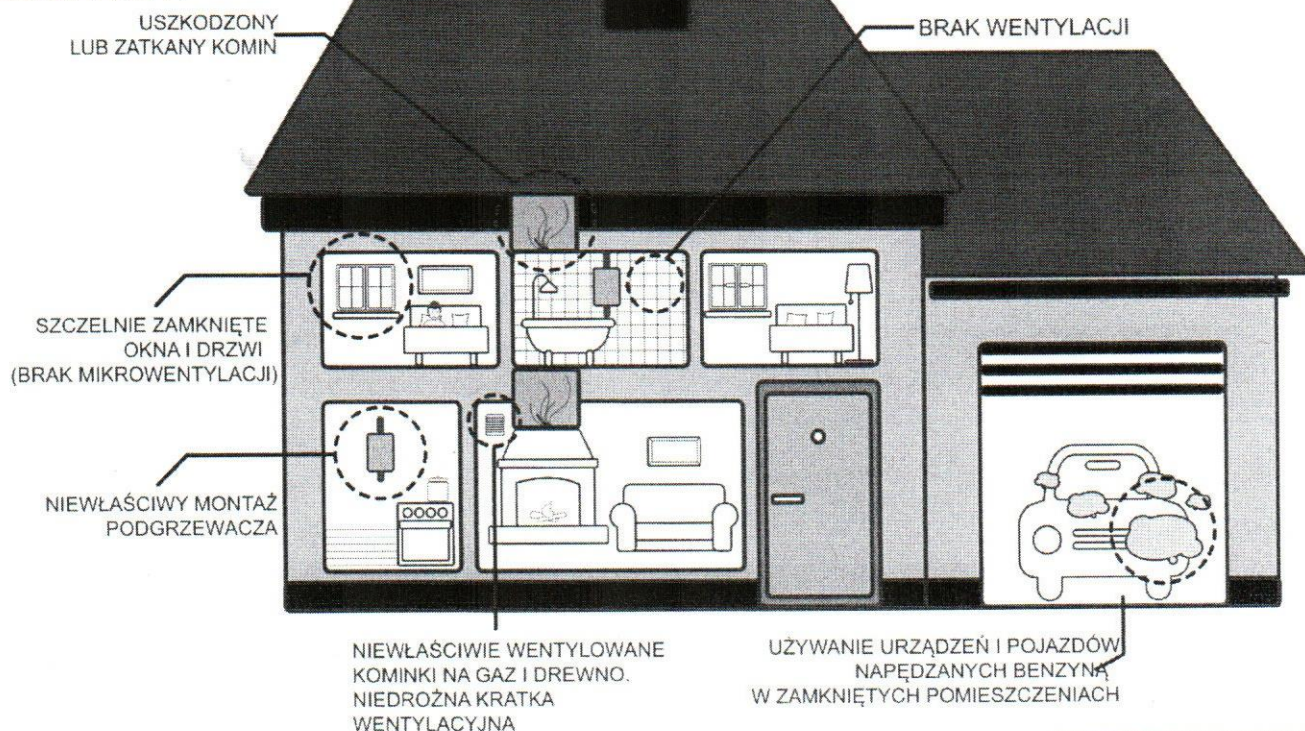 USZKODZONY
LUB ZATKANY KOMIN
BRAK WENTYLACJI
SZCZELNIE ZAMKNIĘTE
OKNA I DRZWI
(BRAK MIKROWENTYLACJI)
NIEWŁAŚCIWY MONTAŻ
PODGRZEWACZA
NIEWŁAŚCIWIE WENTYLOWANE
KOMINKI NA GAZ I DREWNO.
NIEDROŻNA KRATKA
WENTYLACYJNA
UŻYWANIE URZĄDZEŃ I POJAZDÓW
NAPĘDZANYCH BENZYNĄ
W ZAMKNIĘTYCH POMIESZCZENIACH